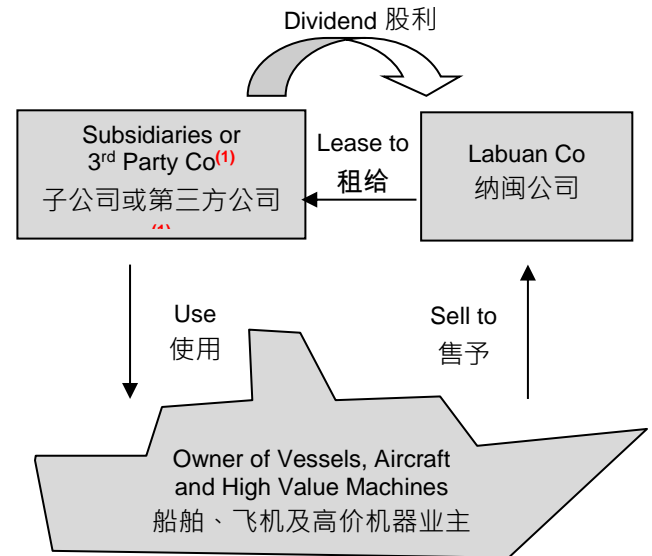 Dividend 股利
Subsidiaries or
3rd Party Co(1)
子公司或第三方公司
Lease to
租给
Labuan Co
纳闽公司
Use
使用
Sell to
售予
Owner of Vessels, Aircraft
and High Value Machines
船舶、飞机及高价机器业主